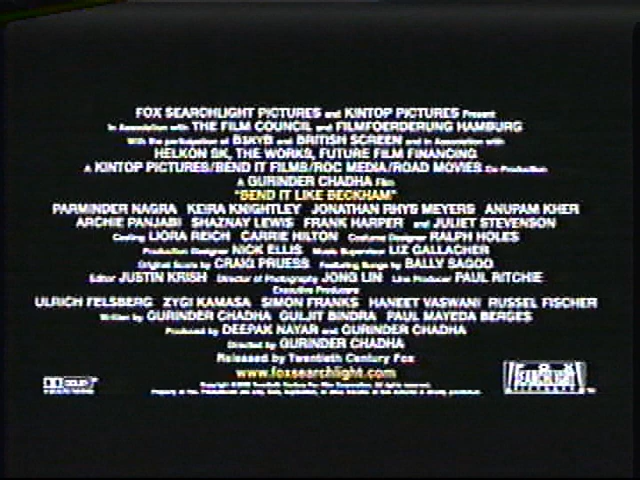 FOX SEARCHLIGHT PICTURES and KINTOP PICTURES Present
In Association with THE FILM COUNCIL and FILMFOERDERUNG HAMBURG
With the participation of BSKYB and BRITISH SCREEN and in Association with
HELKON SK, THE WORKS, FUTURE FILM FINANCING
A KINTOP PICTURES/BEND IT FILMS/ROC MEDIA/ROAD MOVIES Co-Production
A GURINDER CHADHA Film
"BEND IT LIKE BECKHAM"
PARMINDER NAGRA KEIRA KNIGHTLEY JONATHAN RHYS MEYERS ANUPAM KHER
ARCHIE PANJABI SHAZNAY LEWIS FRANK HARPER and JULIET STEVENSON
Casting LIORA REICH CARRIE HILTON Costume Designer RALPH HOLES
Production Designer NICK ELLIS Music Supervisor LIZ GALLACHER
Original Score by CRAIG PRUESS Featuring Songs by BALLY SAGOO
Editor JUSTIN KRISH Director of Photography JONG LIN Line Producer PAUL RITCHIE
Executive Producers
ULRICH FELSBERG ZYGI KAMASA SIMON FRANKS HANEET VASWANI RUSSEL FISCHER
Written by GURINDER CHADHA GULJIT BINDRA PAUL MAYEDA BERGES
Produced by DEEPAK NAYAR and GURINDER CHADHA
Directed by GURINDER CHADHA
Released by Twentieth Century Fox
www.foxsearchlight.com
DOLBY
FOX
SEARCHLIGHT
PICTURES